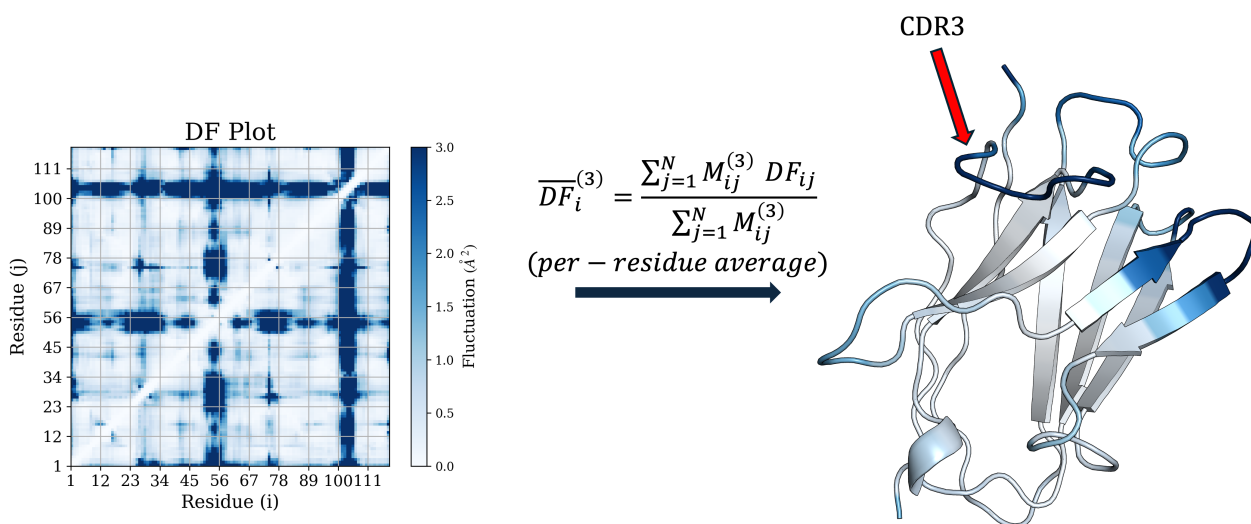 CDR3
DF Plot
111
100
89
78
67
56
45
34
23
12
1
Residue (j)
1 12 23 34 45 56 67 78 89 100 111
Residue (i)
3.0
2.5
2.0
1.5
1.0
0.5
0.0
Fluctuation (Å²)
$\overline{DF}_i^{(3)} = \frac{\sum_{j=1}^{N} M_{ij}^{(3)} \, DF_{ij}}{\sum_{j=1}^{N} M_{ij}^{(3)}}$
(per − residue average)